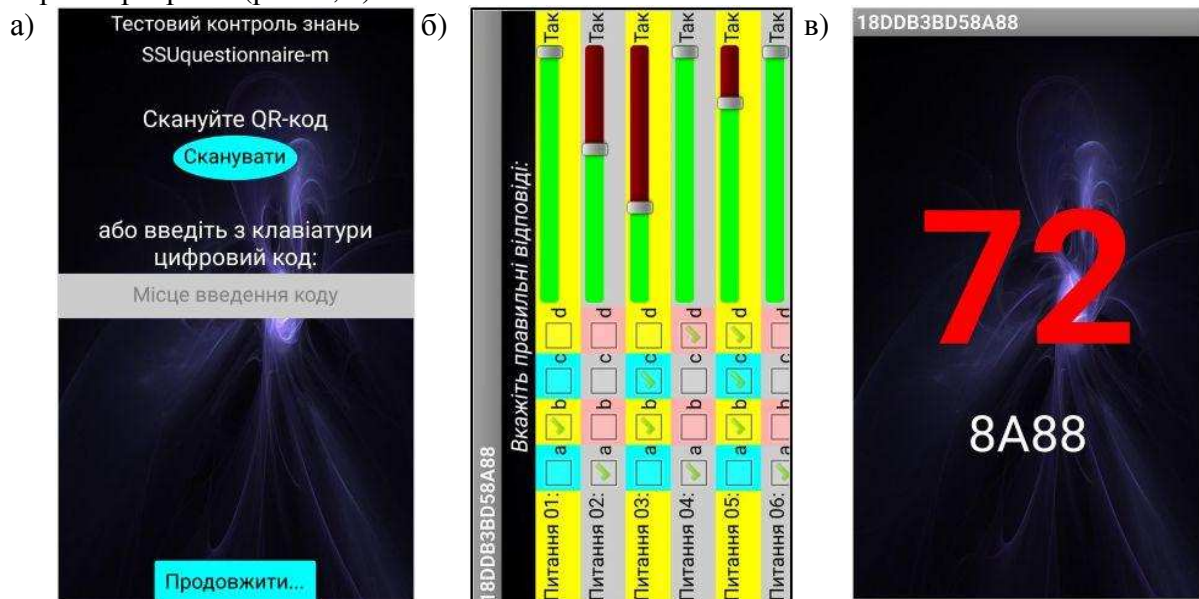 а)
Тестовий контроль знань
SSUquestionnaire-m
Скануйте QR-код
Сканувати
або введіть з клавіатури
цифровий код:
Місце введення коду
Продовжити...
б)
18DDB3BD58A88
Вкажіть правильні відповіді:
Питання 01: a b c d Так
Питання 02: a b c d Так
Питання 03: a b c d Так
Питання 04: a b c d Так
Питання 05: a b c d Так
Питання 06: a b c d Так
в)
18DDB3BD58A88
72
8A88